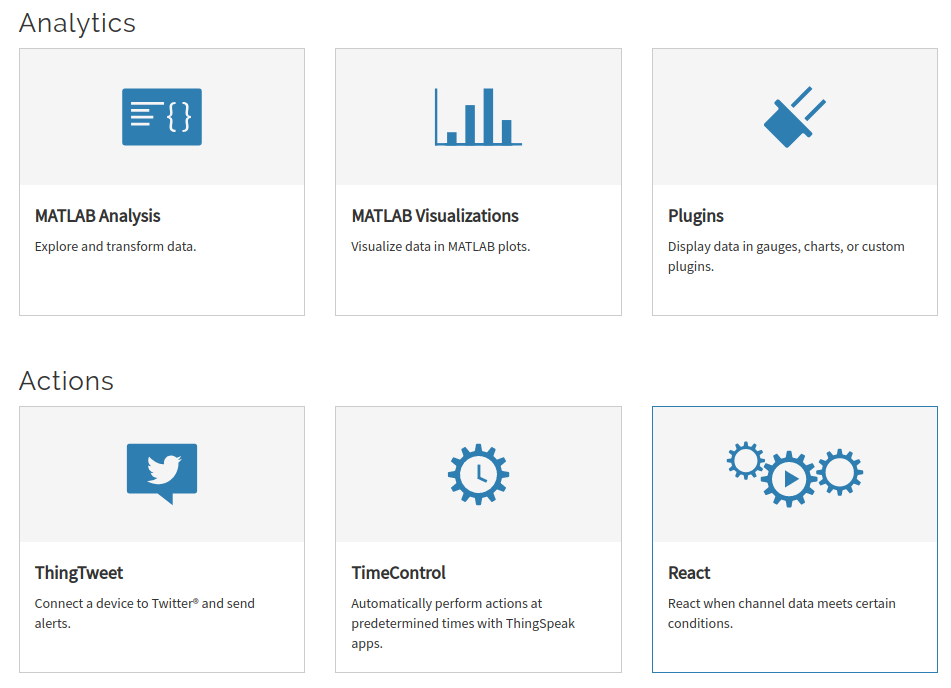 Analytics
{}
MATLAB Analysis
Explore and transform data.
MATLAB Visualizations
Visualize data in MATLAB plots.
Plugins
Display data in gauges, charts, or custom
plugins.
Actions
ThingTweet
Connect a device to Twitter® and send
alerts.
TimeControl
Automatically perform actions at
predetermined times with ThingSpeak
apps.
React
React when channel data meets certain
conditions.